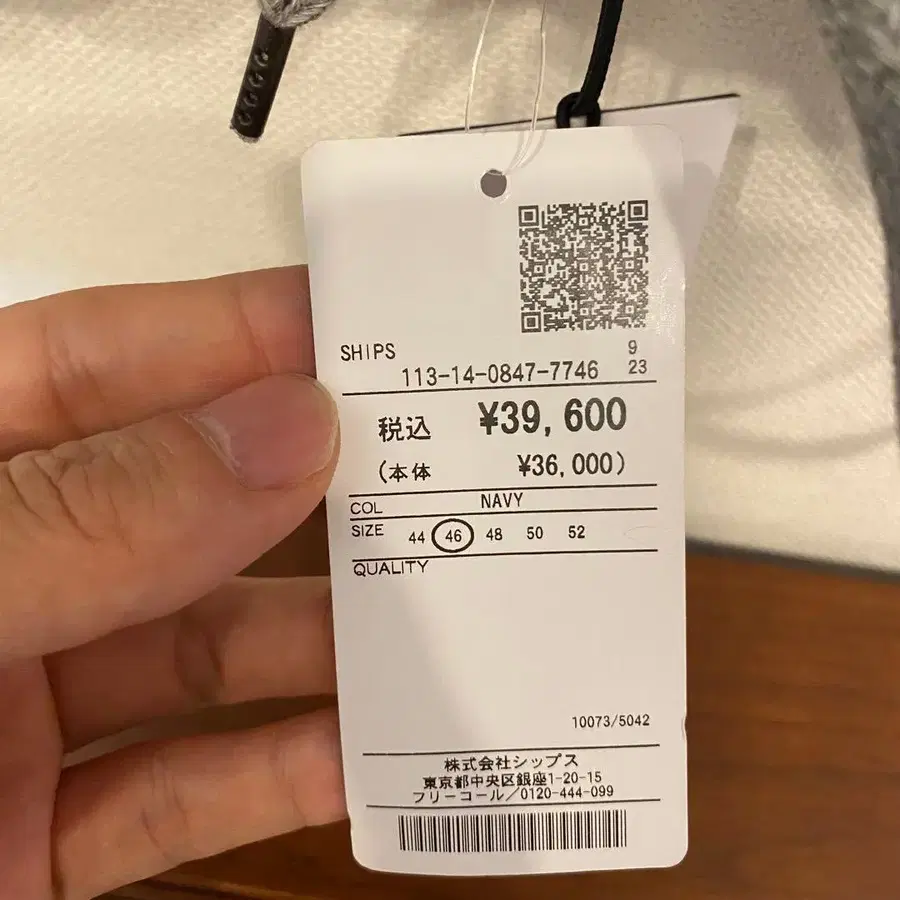 SHIPS
9
113-14-0847-7746 23
税込 ¥39,600
(本体 ¥36,000)
COL NAVY
SIZE 44 46 48 50 52
QUALITY
10073/5042
株式会社シップス
東京都中央区銀座1-20-15
フリーコール/0120-444-099